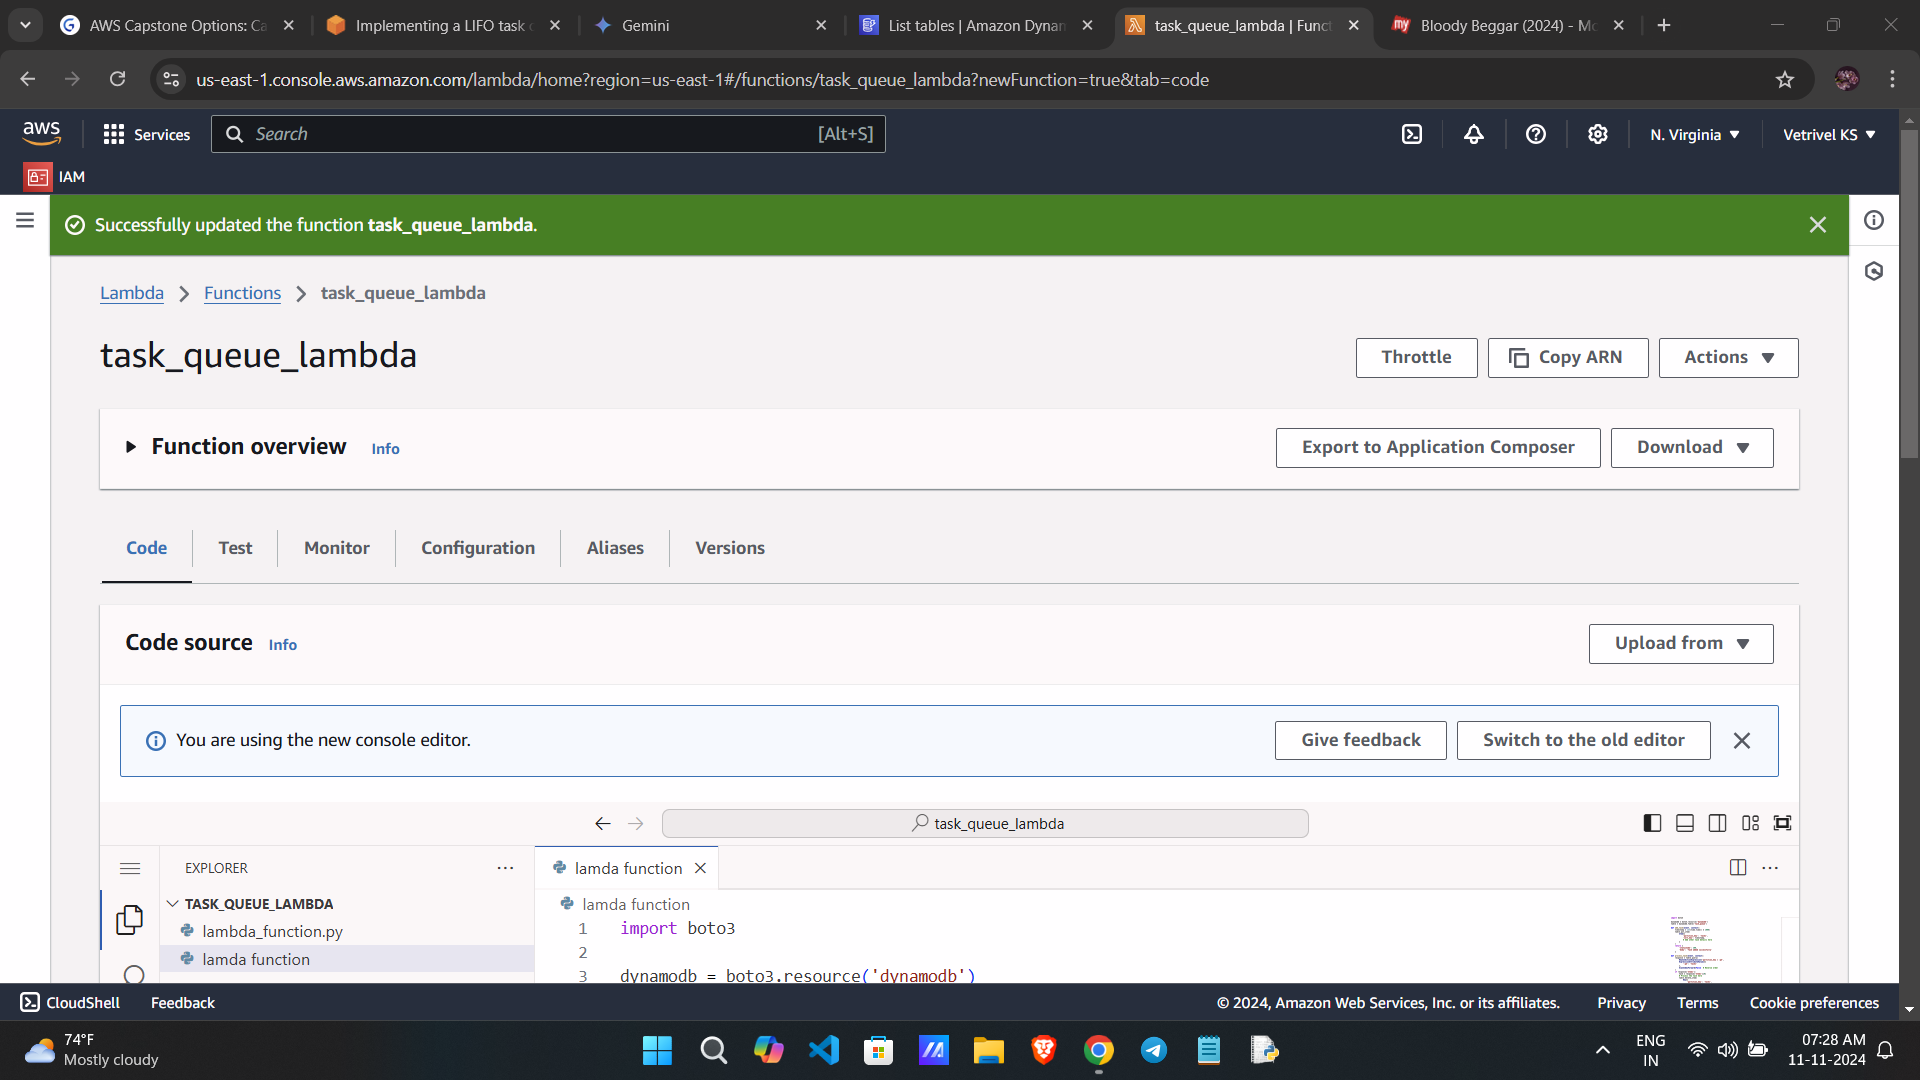 AWS Capstone Options: Ca
Implementing a LIFO task
Gemini
List tables | Amazon Dynam
task_queue_lambda | Funct
Bloody Beggar (2024) - Mo
us-east-1.console.aws.amazon.com/lambda/home?region=us-east-1#/functions/task_queue_lambda?newFunction=true&tab=code
aws
Services
Search
[Alt+S]
N. Virginia
Vetrivel KS
IAM
Successfully updated the function task_queue_lambda.
Lambda
Functions
task_queue_lambda
task_queue_lambda
Throttle
Copy ARN
Actions
Function overview
Info
Export to Application Composer
Download
Code
Test
Monitor
Configuration
Aliases
Versions
Code source
Info
Upload from
You are using the new console editor.
Give feedback
Switch to the old editor
task_queue_lambda
EXPLORER
lamda function
TASK_QUEUE_LAMBDA
lambda_function.py
lamda function
lamda function
1 import boto3
2
3 dynamodb = boto3.resource('dynamodb')
CloudShell
Feedback
© 2024, Amazon Web Services, Inc. or its affiliates.
Privacy
Terms
Cookie preferences
74°F
Mostly cloudy
ENG
IN
07:28 AM
11-11-2024